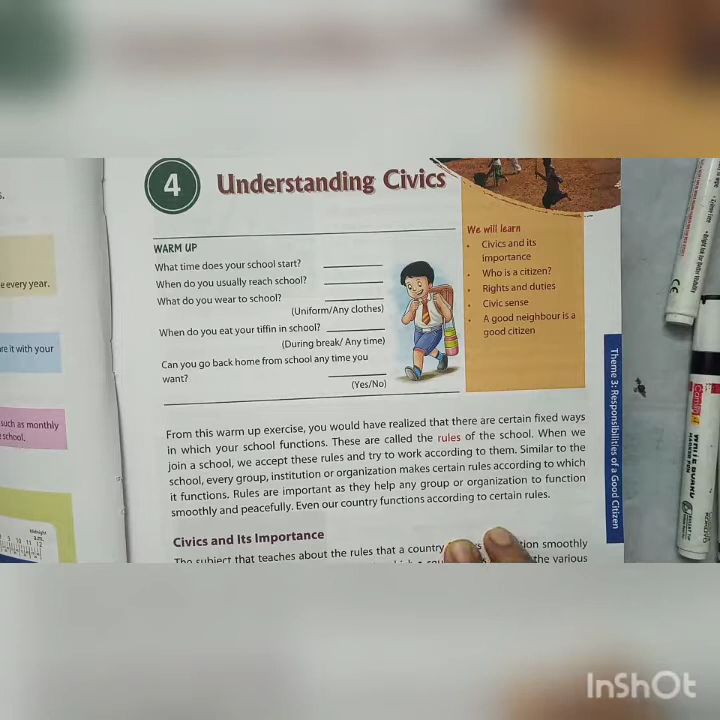 4
Understanding Civics
WARM UP
What time does your school start?
When do you usually reach school?
What do you wear to school?
(Uniform/Any clothes)
When do you eat your tiffin in school?
(During break/ Any time)
Can you go back home from school any time you
want?
(Yes/No)
We will learn
• Civics and its
importance
• Who is a citizen?
• Rights and duties
• Civic sense
• A good neighbour is a
good citizen
From this warm up exercise, you would have realized that there are certain fixed ways
in which your school functions. These are called the rules of the school. When we
join a school, we accept these rules and try to work according to them. Similar to the
school, every group, institution or organization makes certain rules according to which
it functions. Rules are important as they help any group or organization to function
smoothly and peacefully. Even our country functions according to certain rules.
Civics and Its Importance
The subject that teaches about the rules that a country
tion smoothly
the various
Theme 3: Responsibilities of a Good Citizen
s.
e every year.
re it with your
such as monthly
school.
Midnight
9 10 11 12
InShOt